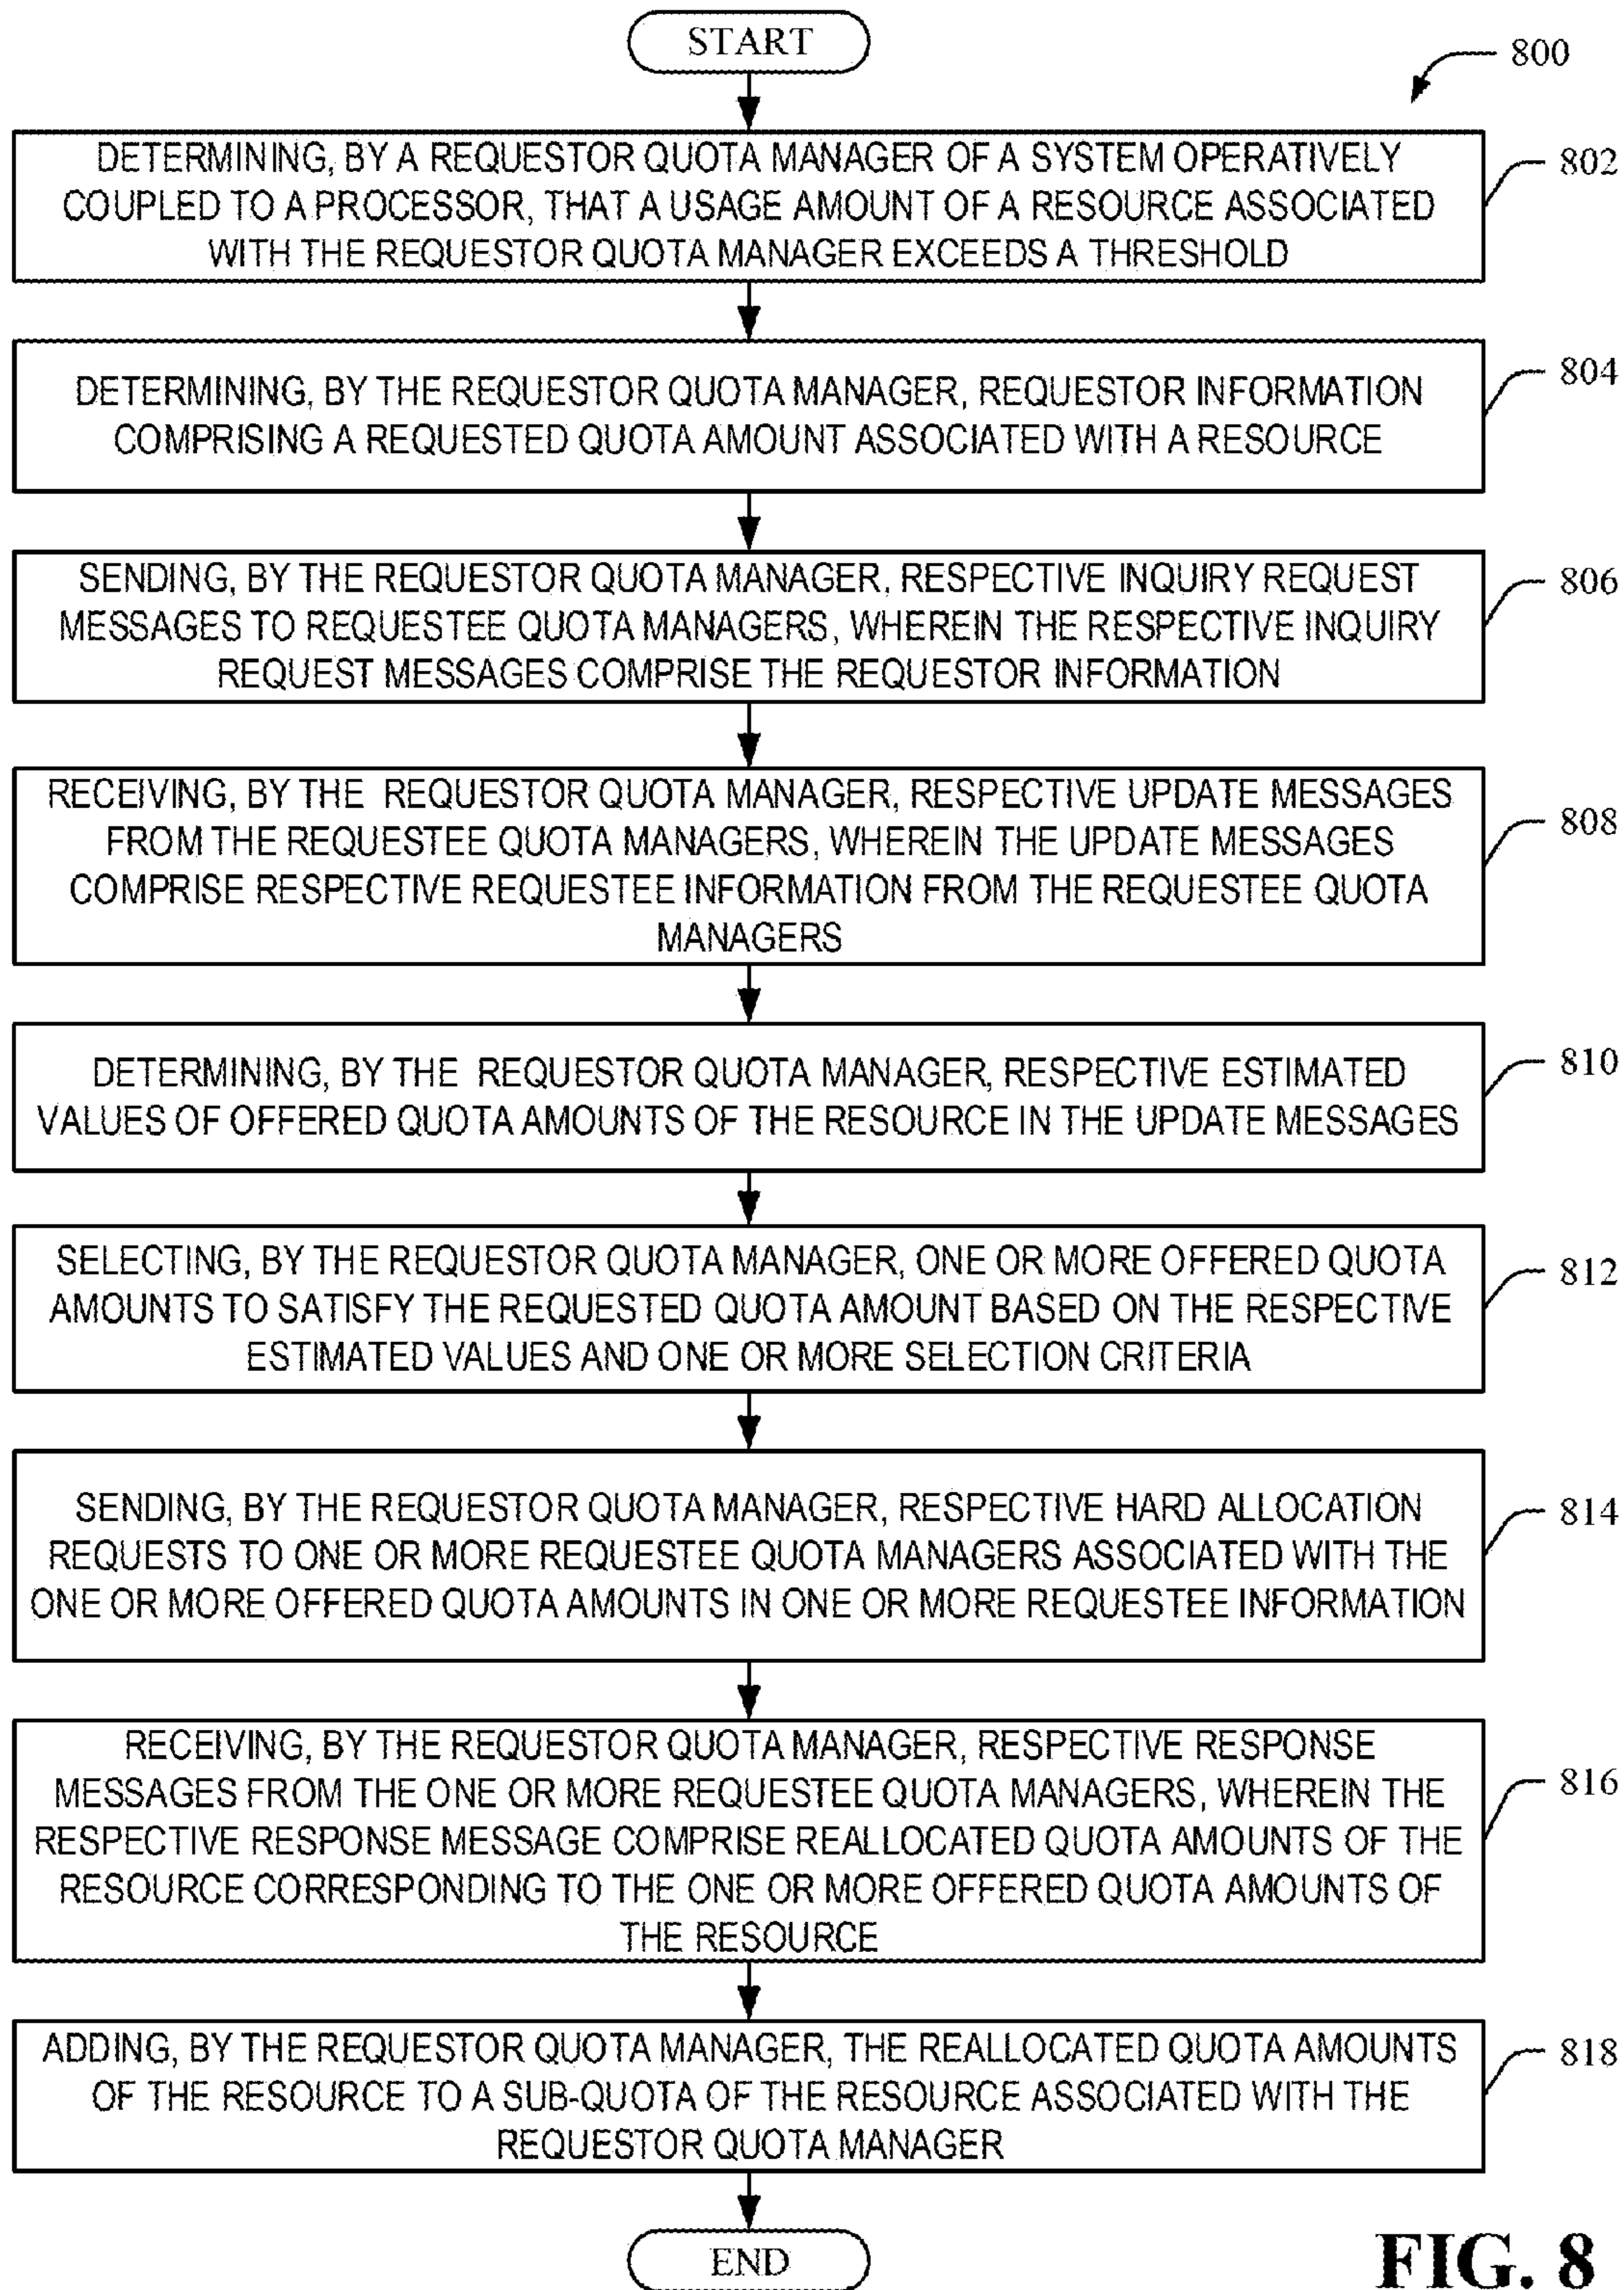 START
800
DETERMINING, BY A REQUESTOR QUOTA MANAGER OF A SYSTEM OPERATIVELY
COUPLED TO A PROCESSOR, THAT A USAGE AMOUNT OF A RESOURCE ASSOCIATED
WITH THE REQUESTOR QUOTA MANAGER EXCEEDS A THRESHOLD
802
DETERMINING, BY THE REQUESTOR QUOTA MANAGER, REQUESTOR INFORMATION
COMPRISING A REQUESTED QUOTA AMOUNT ASSOCIATED WITH A RESOURCE
804
SENDING, BY THE REQUESTOR QUOTA MANAGER, RESPECTIVE INQUIRY REQUEST
MESSAGES TO REQUESTEE QUOTA MANAGERS, WHEREIN THE RESPECTIVE INQUIRY
REQUEST MESSAGES COMPRISE THE REQUESTOR INFORMATION
806
RECEIVING, BY THE REQUESTOR QUOTA MANAGER, RESPECTIVE UPDATE MESSAGES
FROM THE REQUESTEE QUOTA MANAGERS, WHEREIN THE UPDATE MESSAGES
COMPRISE RESPECTIVE REQUESTEE INFORMATION FROM THE REQUESTEE QUOTA
MANAGERS
808
DETERMINING, BY THE REQUESTOR QUOTA MANAGER, RESPECTIVE ESTIMATED
VALUES OF OFFERED QUOTA AMOUNTS OF THE RESOURCE IN THE UPDATE MESSAGES
810
SELECTING, BY THE REQUESTOR QUOTA MANAGER, ONE OR MORE OFFERED QUOTA
AMOUNTS TO SATISFY THE REQUESTED QUOTA AMOUNT BASED ON THE RESPECTIVE
ESTIMATED VALUES AND ONE OR MORE SELECTION CRITERIA
812
SENDING, BY THE REQUESTOR QUOTA MANAGER, RESPECTIVE HARD ALLOCATION
REQUESTS TO ONE OR MORE REQUESTEE QUOTA MANAGERS ASSOCIATED WITH THE
ONE OR MORE OFFERED QUOTA AMOUNTS IN ONE OR MORE REQUESTEE INFORMATION
814
RECEIVING, BY THE REQUESTOR QUOTA MANAGER, RESPECTIVE RESPONSE
MESSAGES FROM THE ONE OR MORE REQUESTEE QUOTA MANAGERS, WHEREIN THE
RESPECTIVE RESPONSE MESSAGE COMPRISE REALLOCATED QUOTA AMOUNTS OF THE
RESOURCE CORRESPONDING TO THE ONE OR MORE OFFERED QUOTA AMOUNTS OF
THE RESOURCE
816
ADDING, BY THE REQUESTOR QUOTA MANAGER, THE REALLOCATED QUOTA AMOUNTS
OF THE RESOURCE TO A SUB-QUOTA OF THE RESOURCE ASSOCIATED WITH THE
REQUESTOR QUOTA MANAGER
818
END
FIG. 8